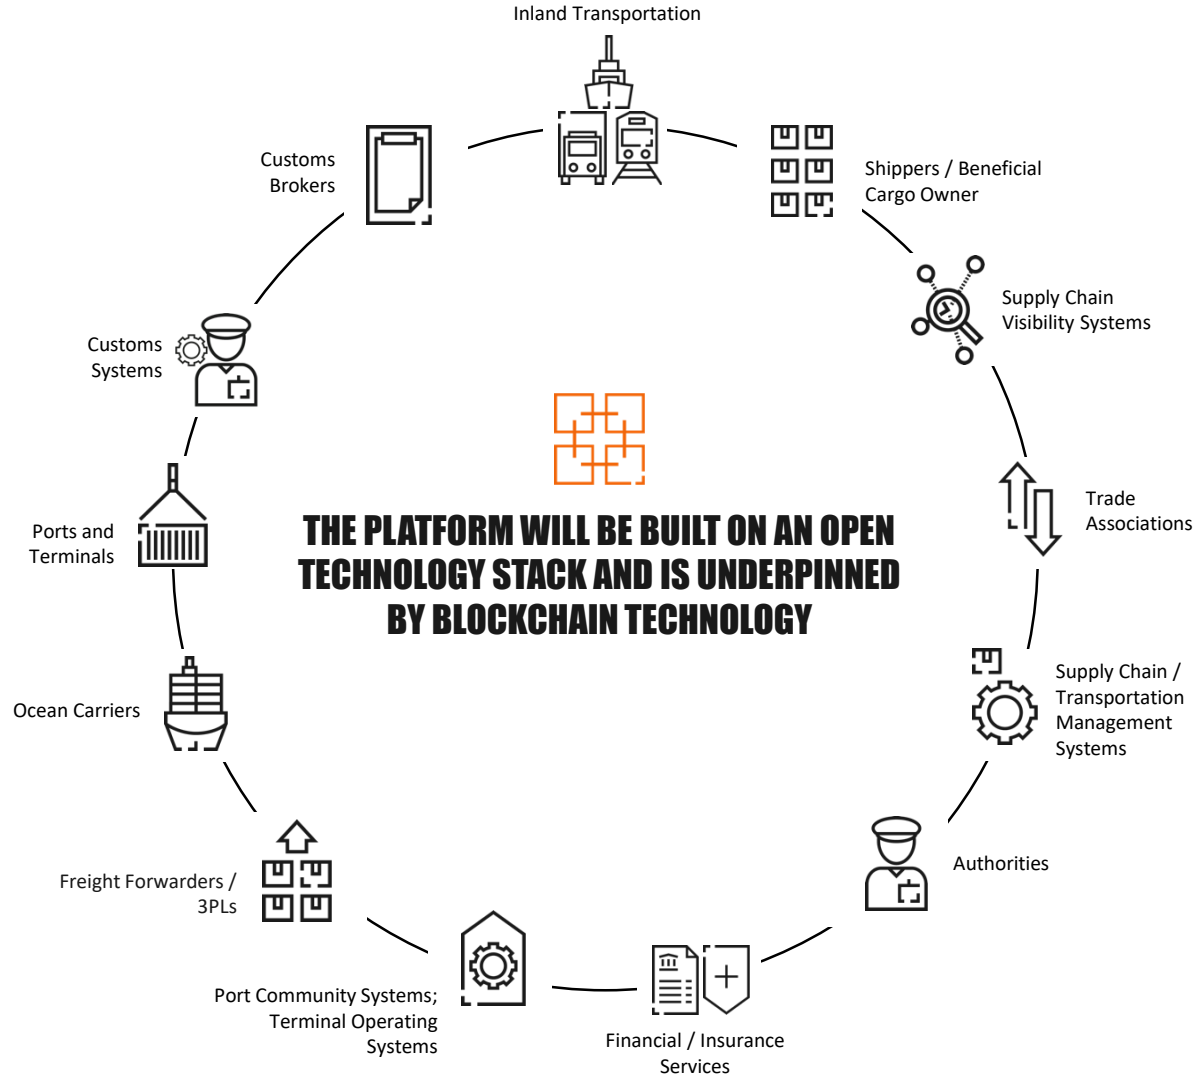 Inland Transportation
Customs
Brokers
Shippers / Beneficial
Cargo Owner
Supply Chain
Visibility Systems
Customs
Systems
Trade
Associations
Ports and
Terminals
THE PLATFORM WILL BE BUILT ON AN OPEN
TECHNOLOGY STACK AND IS UNDERPINNED
BY BLOCKCHAIN TECHNOLOGY
Supply Chain /
Transportation
Management
Systems
Ocean Carriers
Authorities
Freight Forwarders /
3PLs
Port Community Systems;
Terminal Operating
Systems
Financial / Insurance
Services